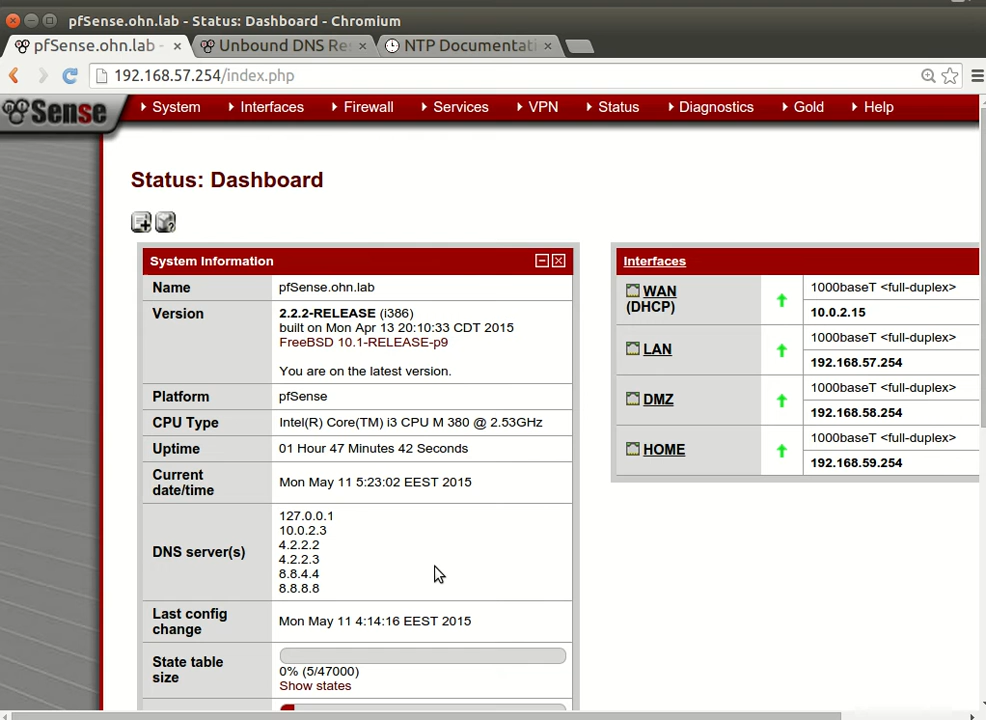 pfSense.ohn.lab - Status: Dashboard - Chromium
pfSense.ohn.lab - × Unbound DNS Re × NTP Documentati ×
192.168.57.254/index.php
Sense System Interfaces Firewall Services VPN Status Diagnostics Gold Help
Status: Dashboard
System Information
Name pfSense.ohn.lab
Version 2.2.2-RELEASE (i386)
built on Mon Apr 13 20:10:33 CDT 2015
FreeBSD 10.1-RELEASE-p9
You are on the latest version.
Platform pfSense
CPU Type Intel(R) Core(TM) i3 CPU M 380 @ 2.53GHz
Uptime 01 Hour 47 Minutes 42 Seconds
Current
date/time
Mon May 11 5:23:02 EEST 2015
DNS server(s)
127.0.0.1
10.0.2.3
4.2.2.2
4.2.2.3
8.8.4.4
8.8.8.8
Last config
change
Mon May 11 4:14:16 EEST 2015
State table
size
0% (5/47000)
Show states
Interfaces
WAN
(DHCP)
1000baseT <full-duplex>
10.0.2.15
LAN
1000baseT <full-duplex>
192.168.57.254
DMZ
1000baseT <full-duplex>
192.168.58.254
HOME
1000baseT <full-duplex>
192.168.59.254